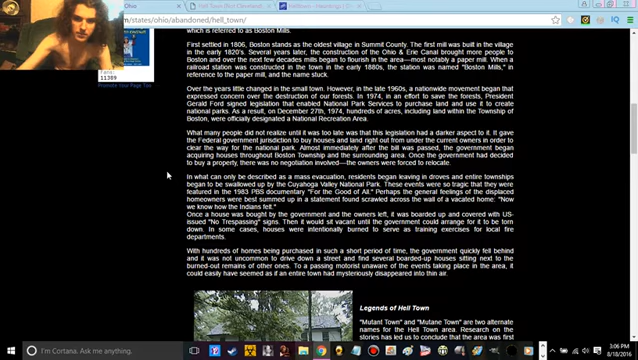 Ohio
Hell Town (Not Cleveland
Helltown - Hauntings
m/states/ohio/abandoned/hell_town/
which is referred to as Boston Mills.
First settled in 1806, Boston stands as the oldest village in Summit County. The first mill was built in the village
in the early 1820's. Several years later, the construction of the Ohio & Erie Canal brought more people to
Boston and over the next few decades mills began to flourish in the area—most notably a paper mill. When a
railroad station was constructed in the town in the early 1880s, the station was named "Boston Mills,"
in reference to the paper mill, and the name stuck.
Fans:
11389
Promote Your Page Too
Over the years little changed in the small town. However, in the late 1960s, a nationwide movement began that
expressed concern over the destruction of our forests. In 1974, in an effort to save the forests, President
Gerald Ford signed legislation that enabled National Park Services to purchase land and use it to create
national parks. As a result, on December 27th, 1974, hundreds of acres, including land within the Township of
Boston, were officially designated a National Recreation Area.
What many people did not realize until it was too late was that this legislation had a darker aspect to it. It gave
the Federal government jurisdiction to buy houses and land right out from under the current owners in order to
clear the way for the national park. Almost immediately after the bill was passed, the government began
acquiring houses throughout Boston Township and the surrounding area. Once the government had decided
to buy a property, there was no negotiation involved—the owners were forced to relocate.
In what can only be described as a mass evacuation, residents began leaving in droves and entire townships
began to be swallowed up by the Cuyahoga Valley National Park. These events were so tragic that they were
featured in the 1983 PBS documentary "For the Good of All." Perhaps the general feelings of the displaced
homeowners were best summed up in a statement found scrawled across the wall of a vacated home: "Now
we know how the Indians felt."
Once a house was bought by the government and the owners left, it was boarded up and covered with US-
issued "No Trespassing" signs. Then it would sit vacant until the government could arrange for it to be torn
down. In some cases, houses were intentionally burned to serve as training exercises for local fire
departments.
With hundreds of homes being purchased in such a short period of time, the government quickly fell behind
and it was not uncommon to drive down a street and find several boarded-up houses sitting next to the
burned-out remains of other ones. To a passing motorist unaware of the events taking place in the area, it
could easily have seemed as if an entire town had mysteriously disappeared into thin air.
Legends of Hell Town
"Mutant Town" and "Mutane Town" are two alternate
names for the Hell Town area. Research on the
stories has led us to conclude that the area was first
I'm Cortana. Ask me anything.
3:06 PM
8/18/2016